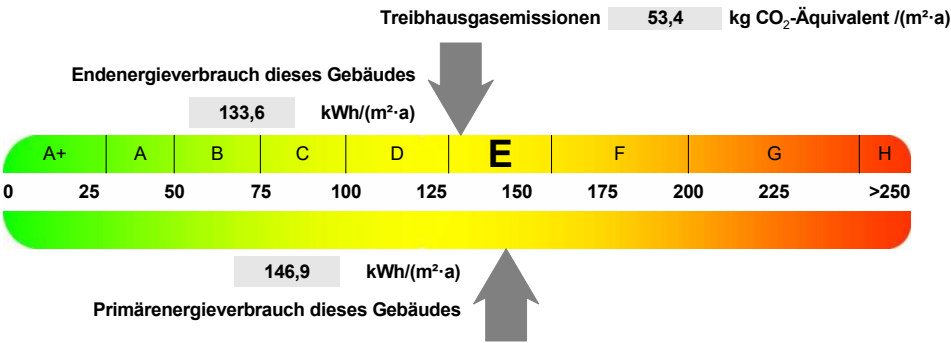 Treibhausgasemissionen 53,4 kg CO₂-Äquivalent /(m²·a)
Endenergieverbrauch dieses Gebäudes
133,6 kWh/(m²·a)
A+ A B C D E F G H
0 25 50 75 100 125 150 175 200 225 >250
146,9 kWh/(m²·a)
Primärenergieverbrauch dieses Gebäudes